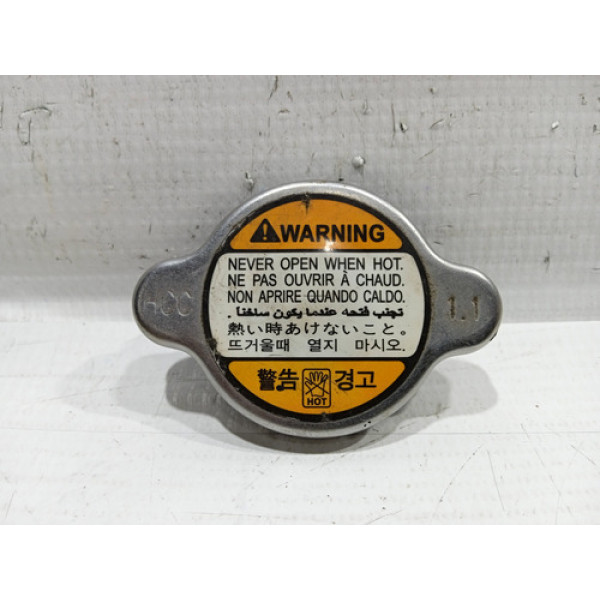 WARNING
NEVER OPEN WHEN HOT.
NE PAS OUVRIR À CHAUD.
NON APRIRE QUANDO CALDO.
تجنب فتحه عندما يكون سلخنا .
HCC 1.1
熱い時あけないこと。
뜨거울때 열지 마시오.
警告 경고
HOT